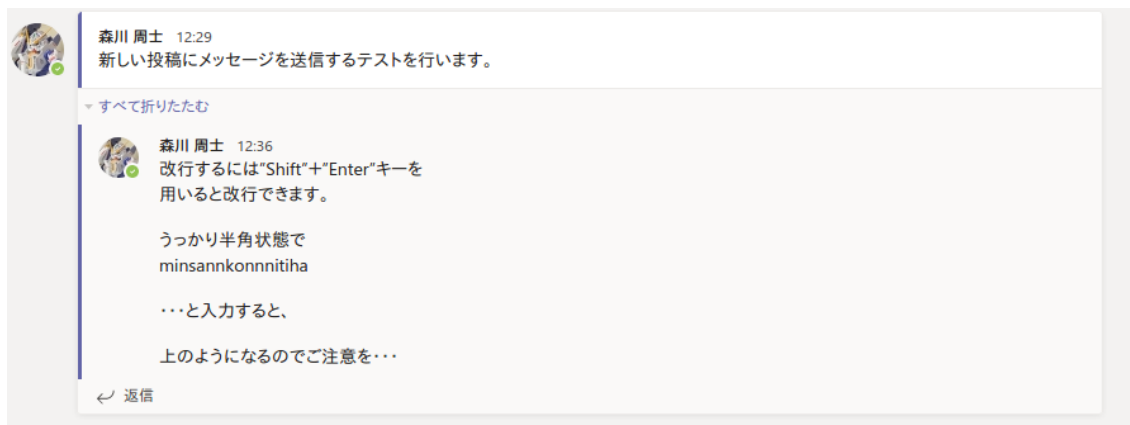 森川 周士 12:29
新しい投稿にメッセージを送信するテストを行います。
すべて折りたたむ
森川 周士 12:36
改行するには”Shift”+”Enter”キーを
用いると改行できます。
うっかり半角状態で
minsannkonnnitiha
・・・と入力すると、
上のようになるのでご注意を・・・
返信